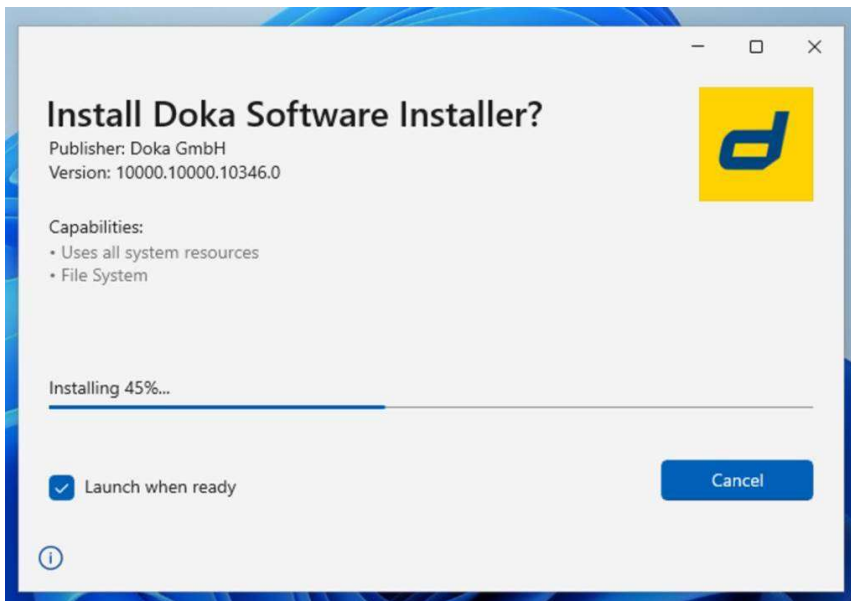 Install Doka Software Installer?
Publisher: Doka GmbH
Version: 10000.10000.10346.0
Capabilities:
• Uses all system resources
• File System
Installing 45%...
Launch when ready
Cancel